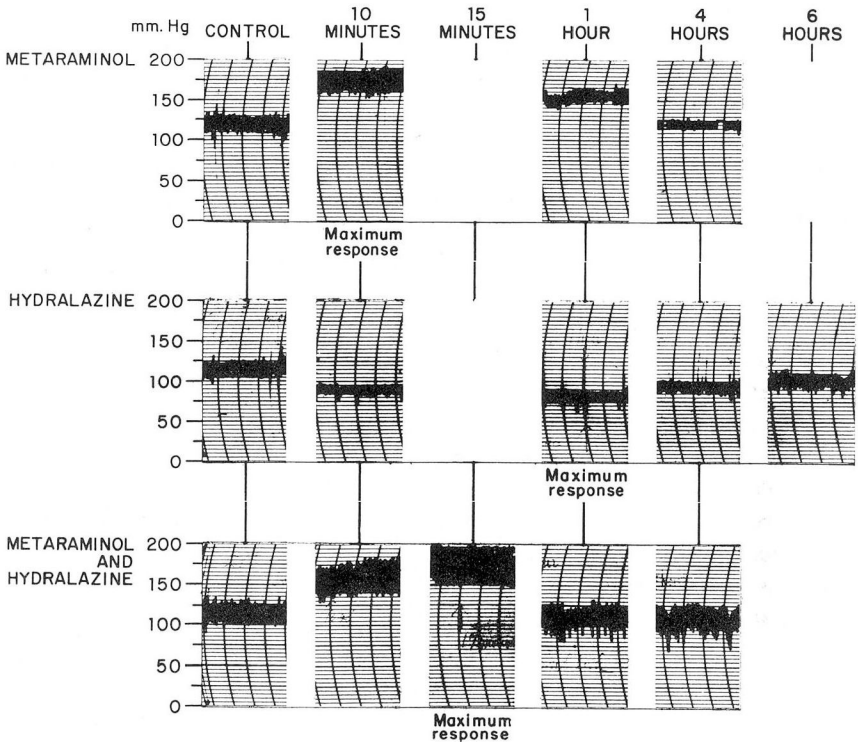 mm. Hg CONTROL 10 MINUTES 15 MINUTES 1 HOUR 4 HOURS 6 HOURS
METARAMINOL 200
150
100
50
0
Maximum
response
HYDRALAZINE 200
150
100
50
0
Maximum
response
METARAMINOL 200
AND
HYDRALAZINE 150
100
50
0
Maximum
response